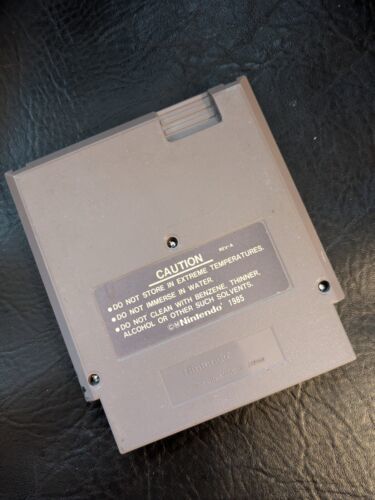 REV-A
CAUTION
•DO NOT STORE IN EXTREME TEMPERATURES.
•DO NOT IMMERSE IN WATER.
•DO NOT CLEAN WITH BENZENE, THINNER,
ALCOHOL OR OTHER SUCH SOLVENTS.
©M Nintendo® 1985
Nintendo